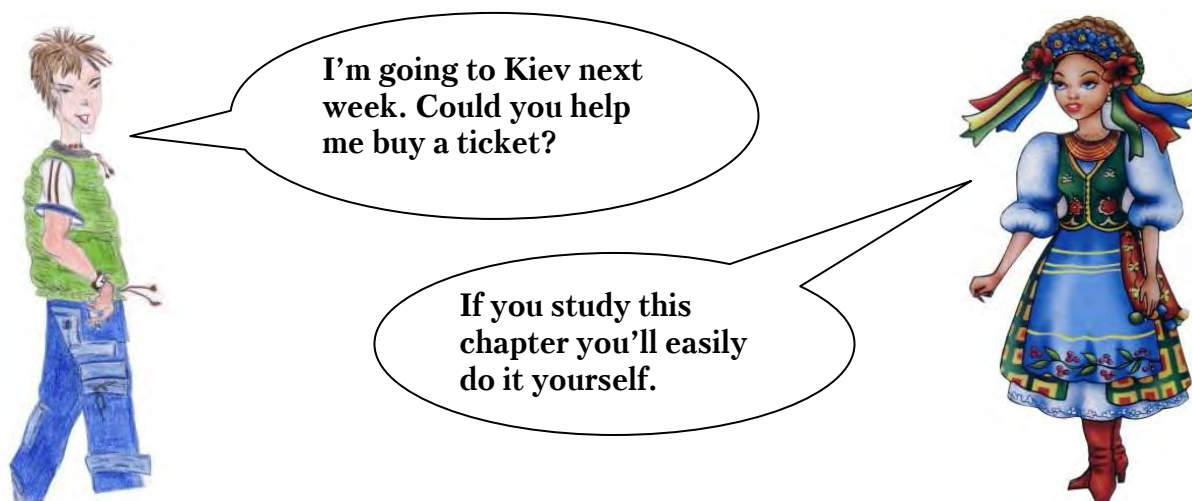 I’m going to Kiev next
week. Could you help
me buy a ticket?
If you study this
chapter you’ll easily
do it yourself.